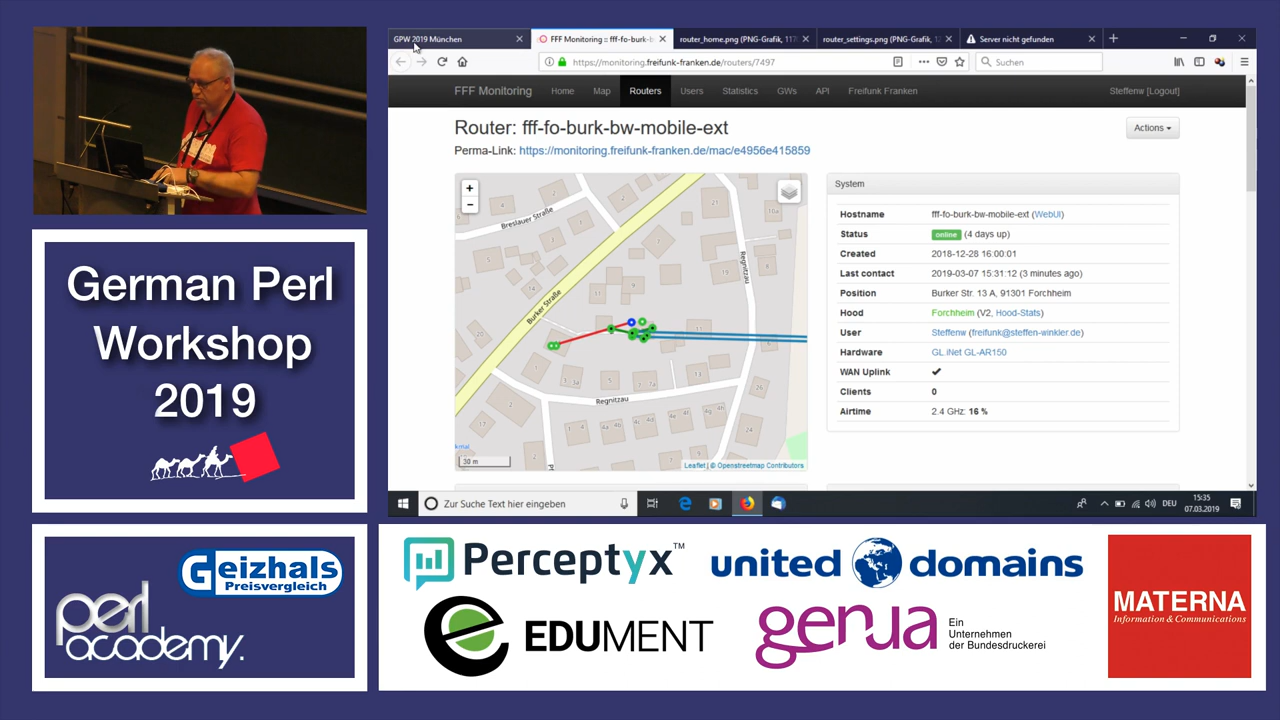 German Perl
Workshop
2019
Geizhals
Preisvergleich
perl
academy.
GPW 2019 München
FFF Monitoring :: fff-fo-burk-b
router_home.png (PNG-Grafik, 117
router_settings.png (PNG-Grafik, 12
Server nicht gefunden
https://monitoring.freifunk-franken.de/routers/7497
Suchen
FFF Monitoring
Home
Map
Routers
Users
Statistics
GWs
API
Freifunk Franken
Steffenw [Logout]
Router: fff-fo-burk-bw-mobile-ext
Actions
Perma-Link: https://monitoring.freifunk-franken.de/mac/e4956e415859
+
−
Breslauer Straße
Burker Straße
Regnitzau
Regnitzau
30 m
Leaflet | © Openstreetmap Contributors
System
Hostname fff-fo-burk-bw-mobile-ext (WebUI)
Status online (4 days up)
Created 2018-12-28 16:00:01
Last contact 2019-03-07 15:31:12 (3 minutes ago)
Position Burker Str. 13 A, 91301 Forchheim
Hood Forchheim (V2, Hood-Stats)
User Steffenw (freifunk@steffen-winkler.de)
Hardware GL.iNet GL-AR150
WAN Uplink ✔
Clients 0
Airtime 2.4 GHz: 16 %
Zur Suche Text hier eingeben
DEU
15:35
07.03.2019
Perceptyx™
united domains
EDUMENT
genua
Ein
Unternehmen
der Bundesdruckerei
MATERNA
Information & Communications